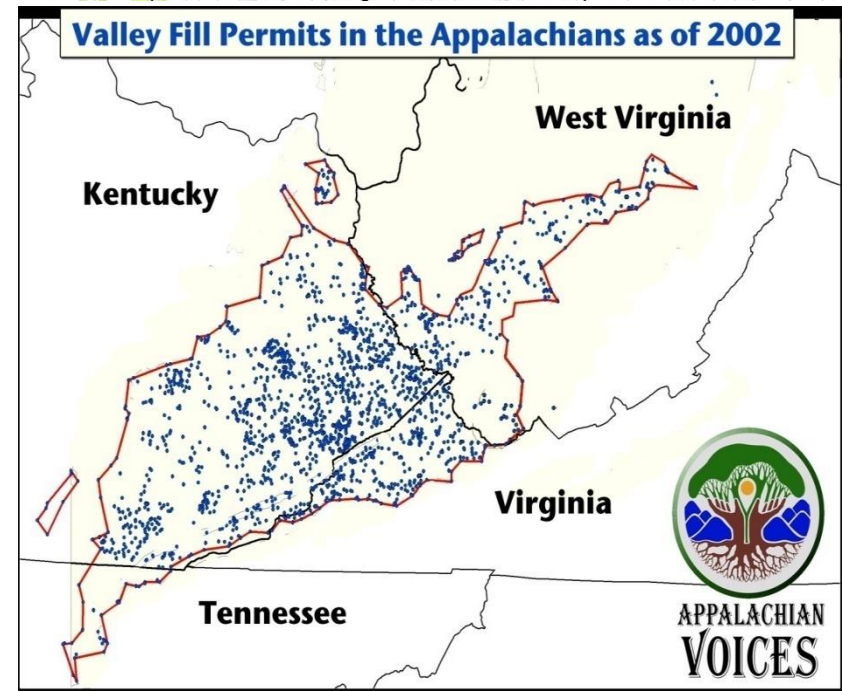 Valley Fill Permits in the Appalachians as of 2002
West Virginia
Kentucky
Virginia
Tennessee
APPALACHIAN
VOICES